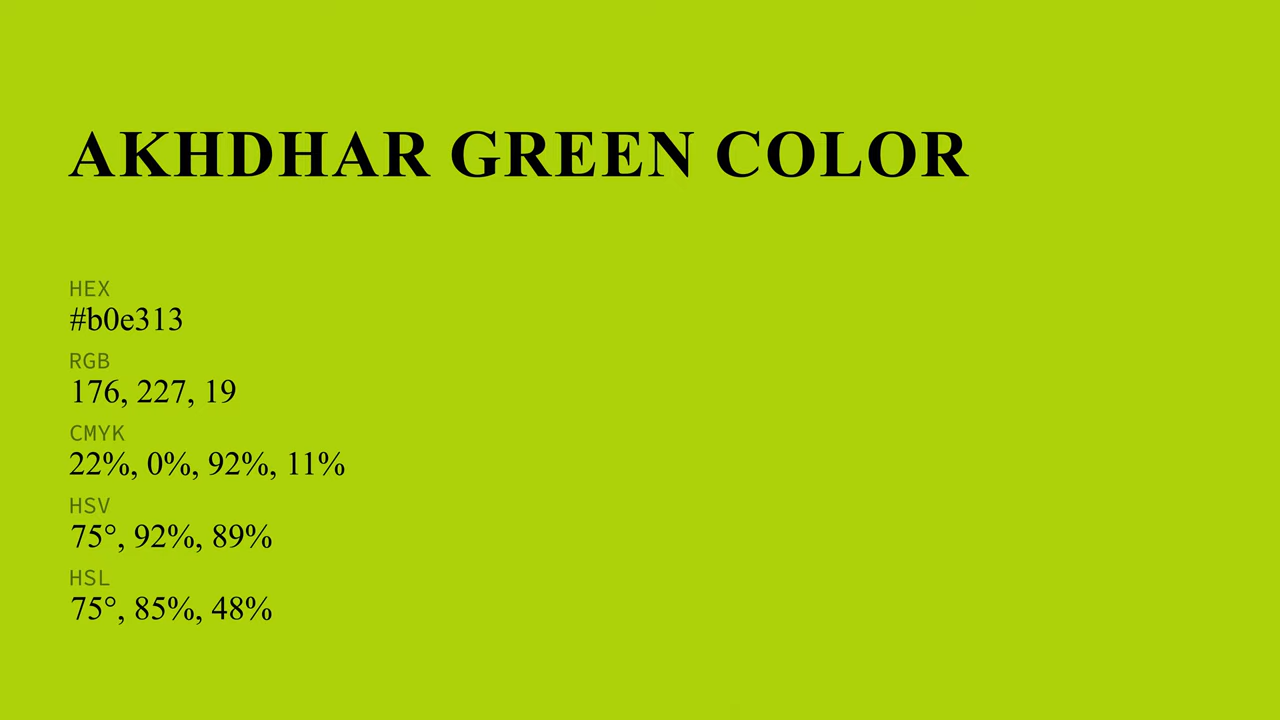 AKHDHAR GREEN COLOR
HEX
#b0e313
RGB
176, 227, 19
CMYK
22%, 0%, 92%, 11%
HSV
75°, 92%, 89%
HSL
75°, 85%, 48%